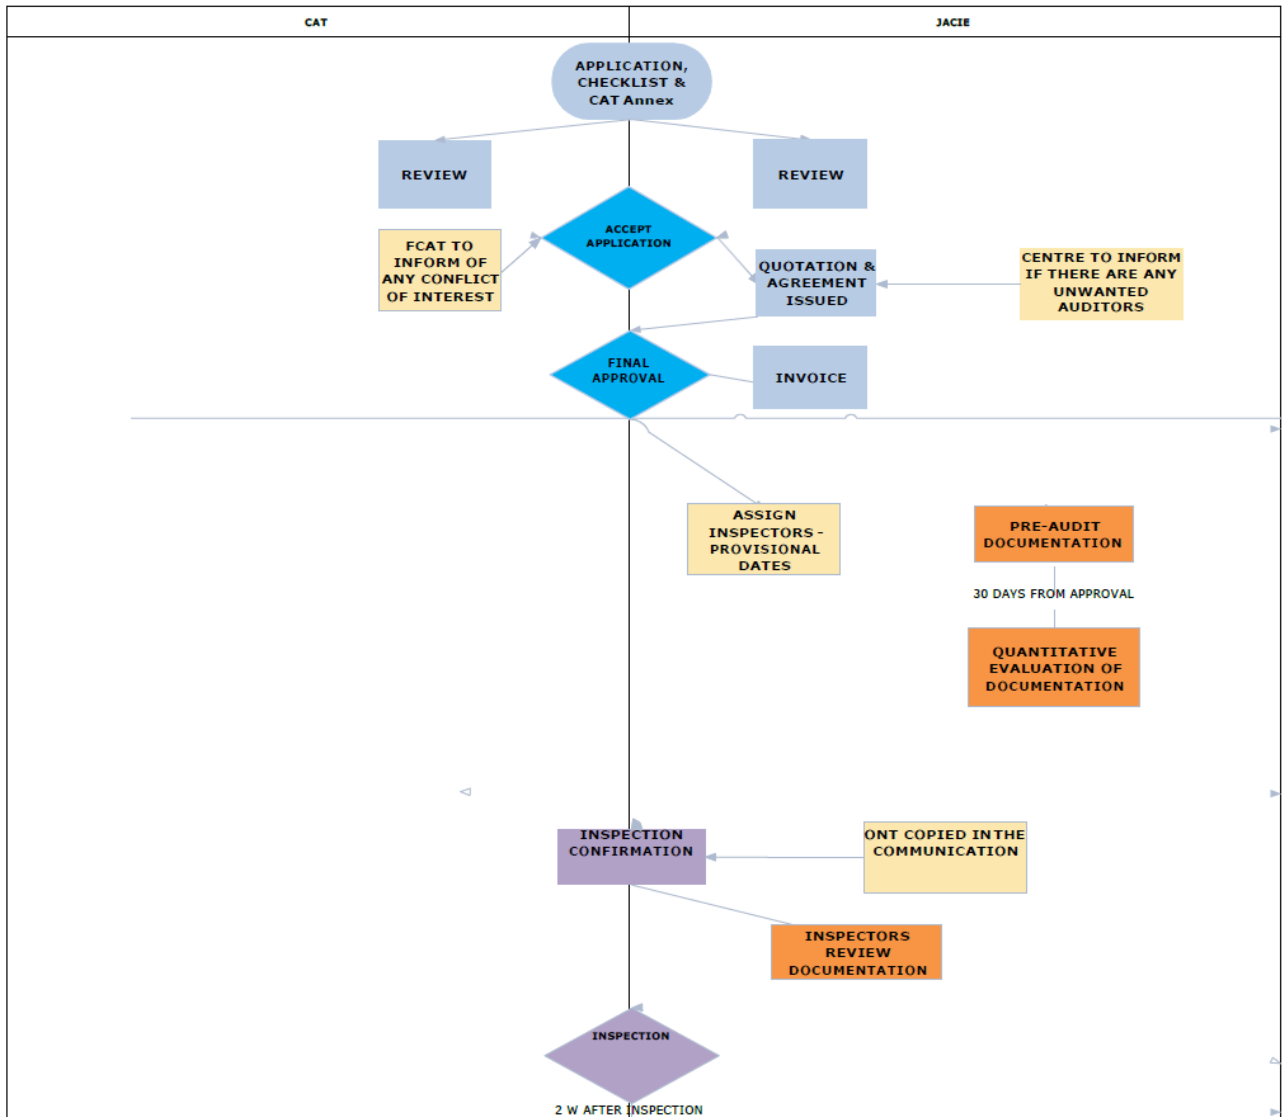 CAT
JACIE
APPLICATION,
CHECKLIST &
CAT Annex
REVIEW
REVIEW
ACCEPT
APPLICATION
FCAT TO
INFORM OF
ANY CONFLICT
OF INTEREST
QUOTATION &
AGREEMENT
ISSUED
CENTRE TO INFORM
IF THERE ARE ANY
UNWANTED
AUDITORS
FINAL
APPROVAL
INVOICE
ASSIGN
INSPECTORS -
PROVISIONAL
DATES
PRE-AUDIT
DOCUMENTATION
30 DAYS FROM APPROVAL
QUANTITATIVE
EVALUATION OF
DOCUMENTATION
INSPECTION
CONFIRMATION
ONT COPIED IN THE
COMMUNICATION
INSPECTORS
REVIEW
DOCUMENTATION
INSPECTION
2 W AFTER INSPECTION